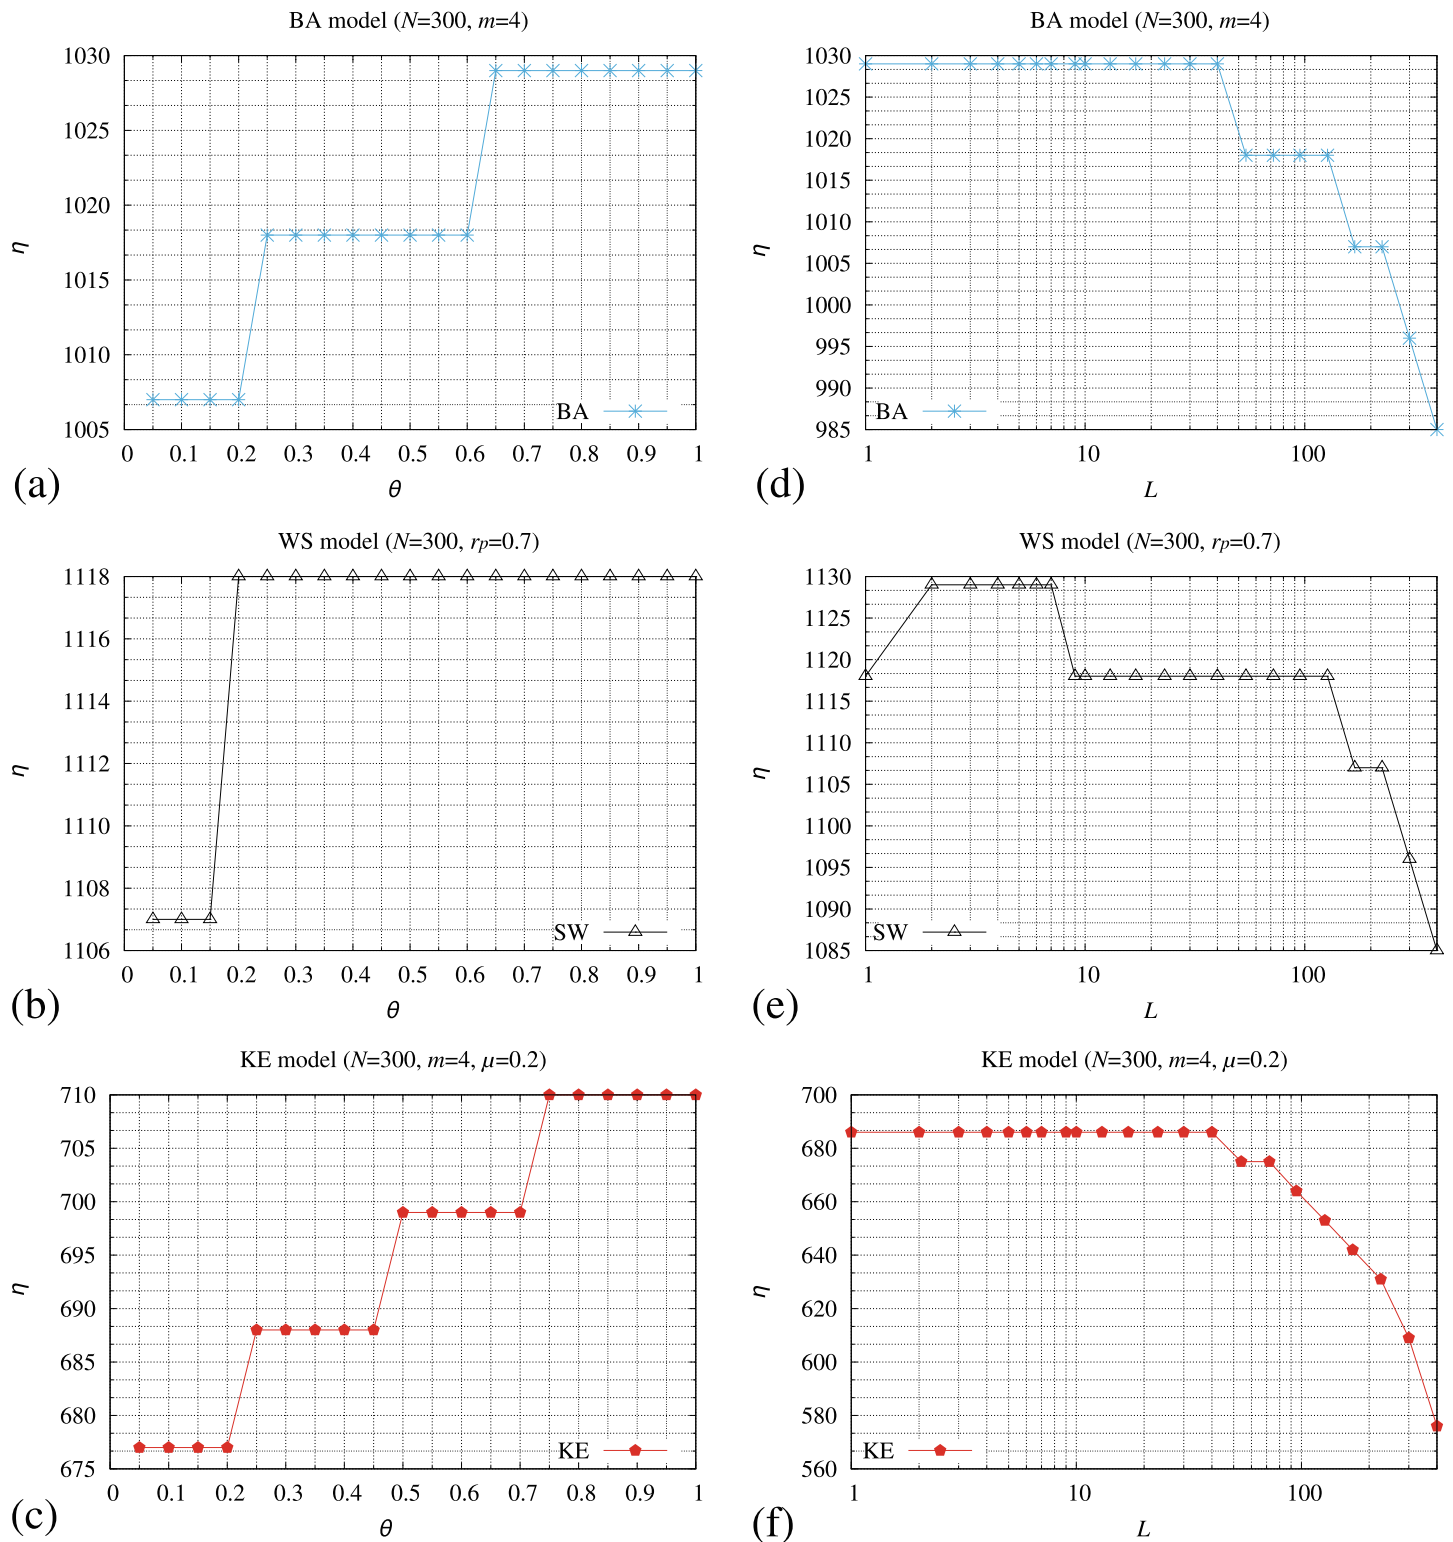 BA model (N=300, m=4)
1030
1025
1020
1015
1010
1005
η
BA
0 0.1 0.2 0.3 0.4 0.5 0.6 0.7 0.8 0.9 1
(a)
θ
BA model (N=300, m=4)
1030
1025
1020
1015
1010
1005
1000
995
990
985
η
BA
1 10 100
(d)
L
WS model (N=300, rp=0.7)
1118
1116
1114
1112
1110
1108
1106
η
SW
0 0.1 0.2 0.3 0.4 0.5 0.6 0.7 0.8 0.9 1
(b)
θ
WS model (N=300, rp=0.7)
1130
1125
1120
1115
1110
1105
1100
1095
1090
1085
η
SW
1 10 100
(e)
L
KE model (N=300, m=4, μ=0.2)
710
705
700
695
690
685
680
675
η
KE
0 0.1 0.2 0.3 0.4 0.5 0.6 0.7 0.8 0.9 1
(c)
θ
KE model (N=300, m=4, μ=0.2)
700
680
660
640
620
600
580
560
η
KE
1 10 100
(f)
L